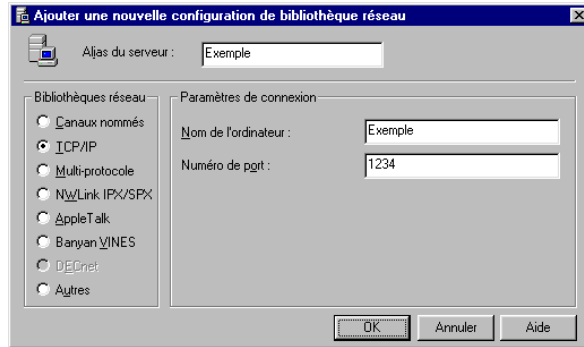 Ajouter une nouvelle configuration de bibliothèque réseau
Alias du serveur :
Exemple
Bibliothèques réseau
Canaux nommés
TCP/IP
Multi-protocole
NWLink IPX/SPX
AppleTalk
Banyan VINES
DECnet
Autres
Paramètres de connexion
Nom de l'ordinateur :
Exemple
Numéro de port :
1234
OK
Annuler
Aide